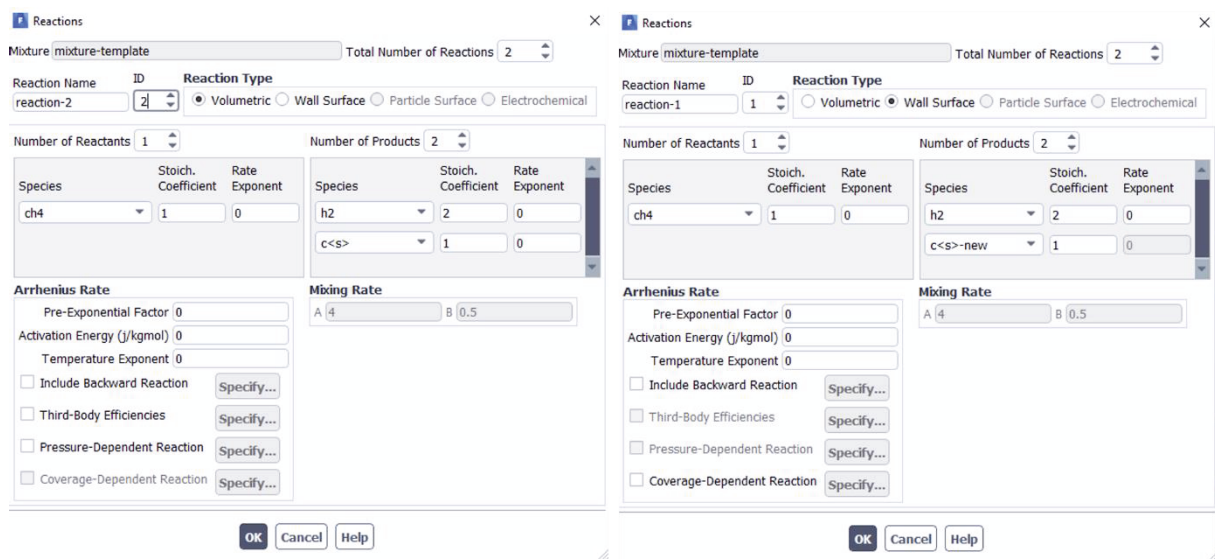 Reactions
Mixture mixture-template Total Number of Reactions 2
Reaction Name ID Reaction Type
reaction-2 2 Volumetric Wall Surface Particle Surface Electrochemical
Number of Reactants 1 Number of Products 2
Species Stoich. Coefficient Rate Exponent Species Stoich. Coefficient Rate Exponent
ch4 1 0 h2 2 0
c<s> 1 0
Arrhenius Rate Mixing Rate
Pre-Exponential Factor 0 A 4 B 0.5
Activation Energy (j/kgmol) 0
Temperature Exponent 0
Include Backward Reaction Specify...
Third-Body Efficiencies Specify...
Pressure-Dependent Reaction Specify...
Coverage-Dependent Reaction Specify...
OK Cancel Help
Reactions
Mixture mixture-template Total Number of Reactions 2
Reaction Name ID Reaction Type
reaction-1 1 Volumetric Wall Surface Particle Surface Electrochemical
Number of Reactants 1 Number of Products 2
Species Stoich. Coefficient Rate Exponent Species Stoich. Coefficient Rate Exponent
ch4 1 0 h2 2 0
c<s>-new 1 0
Arrhenius Rate Mixing Rate
Pre-Exponential Factor 0 A 4 B 0.5
Activation Energy (j/kgmol) 0
Temperature Exponent 0
Include Backward Reaction Specify...
Third-Body Efficiencies Specify...
Pressure-Dependent Reaction Specify...
Coverage-Dependent Reaction Specify...
OK Cancel Help